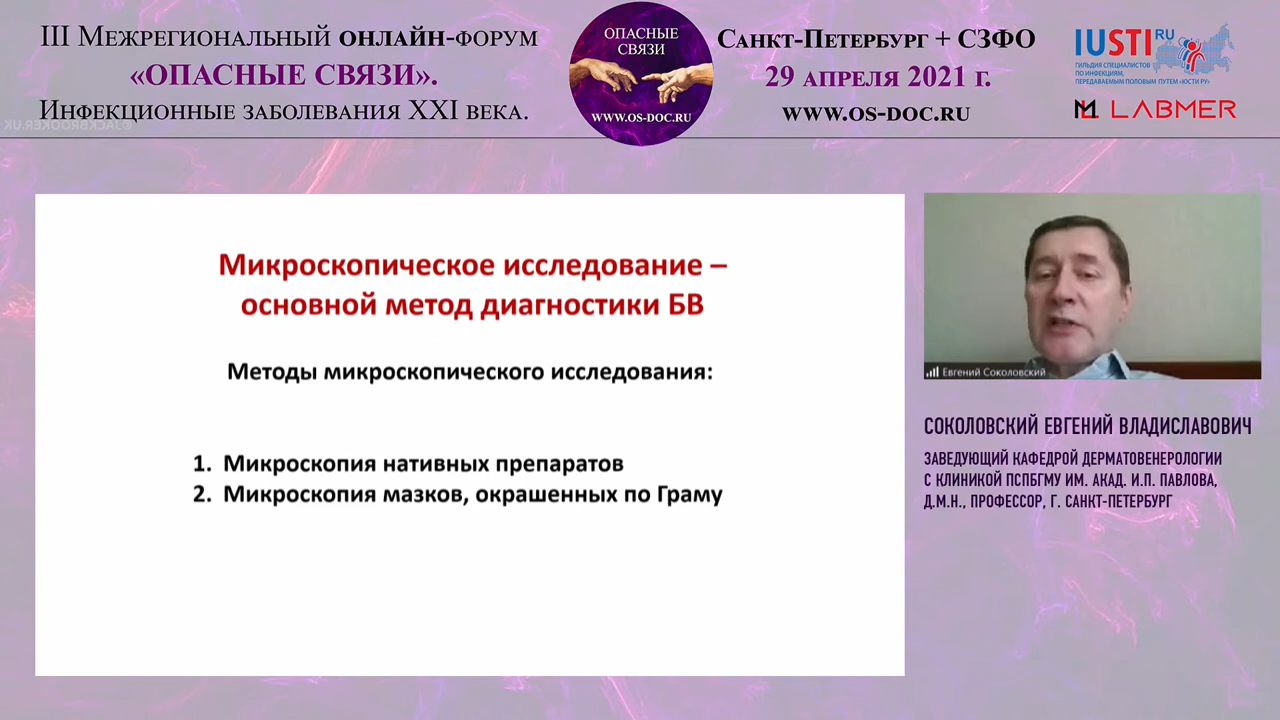 III Межрегиональный онлайн-форум
«ОПАСНЫЕ СВЯЗИ».
Инфекционные заболевания XXI века.
ОПАСНЫЕ
СВЯЗИ
WWW.OS-DOC.RU
Санкт-Петербург + СЗФО
29 апреля 2021 г.
www.os-doc.ru
IUSTI RU
ГИЛЬДИЯ СПЕЦИАЛИСТОВ
ПО ИНФЕКЦИЯМ,
ПЕРЕДАВАЕМЫМ ПОЛОВЫМ ПУТЕМ «ЮСТИ РУ»
LABMER
©JACKBROOKER.UK
Микроскопическое исследование –
основной метод диагностики БВ
Методы микроскопического исследования:
1. Микроскопия нативных препаратов
2. Микроскопия мазков, окрашенных по Граму
Евгений Соколовский
СОКОЛОВСКИЙ ЕВГЕНИЙ ВЛАДИСЛАВОВИЧ
ЗАВЕДУЮЩИЙ КАФЕДРОЙ ДЕРМАТОВЕНЕРОЛОГИИ
С КЛИНИКОЙ ПСПБГМУ ИМ. АКАД. И.П. ПАВЛОВА,
Д.М.Н., ПРОФЕССОР, Г. САНКТ-ПЕТЕРБУРГ